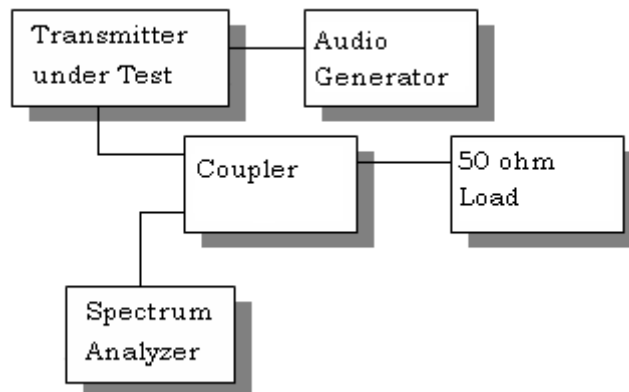 Transmitter
under Test
Audio
Generator
Coupler
50 ohm
Load
Spectrum
Analyzer